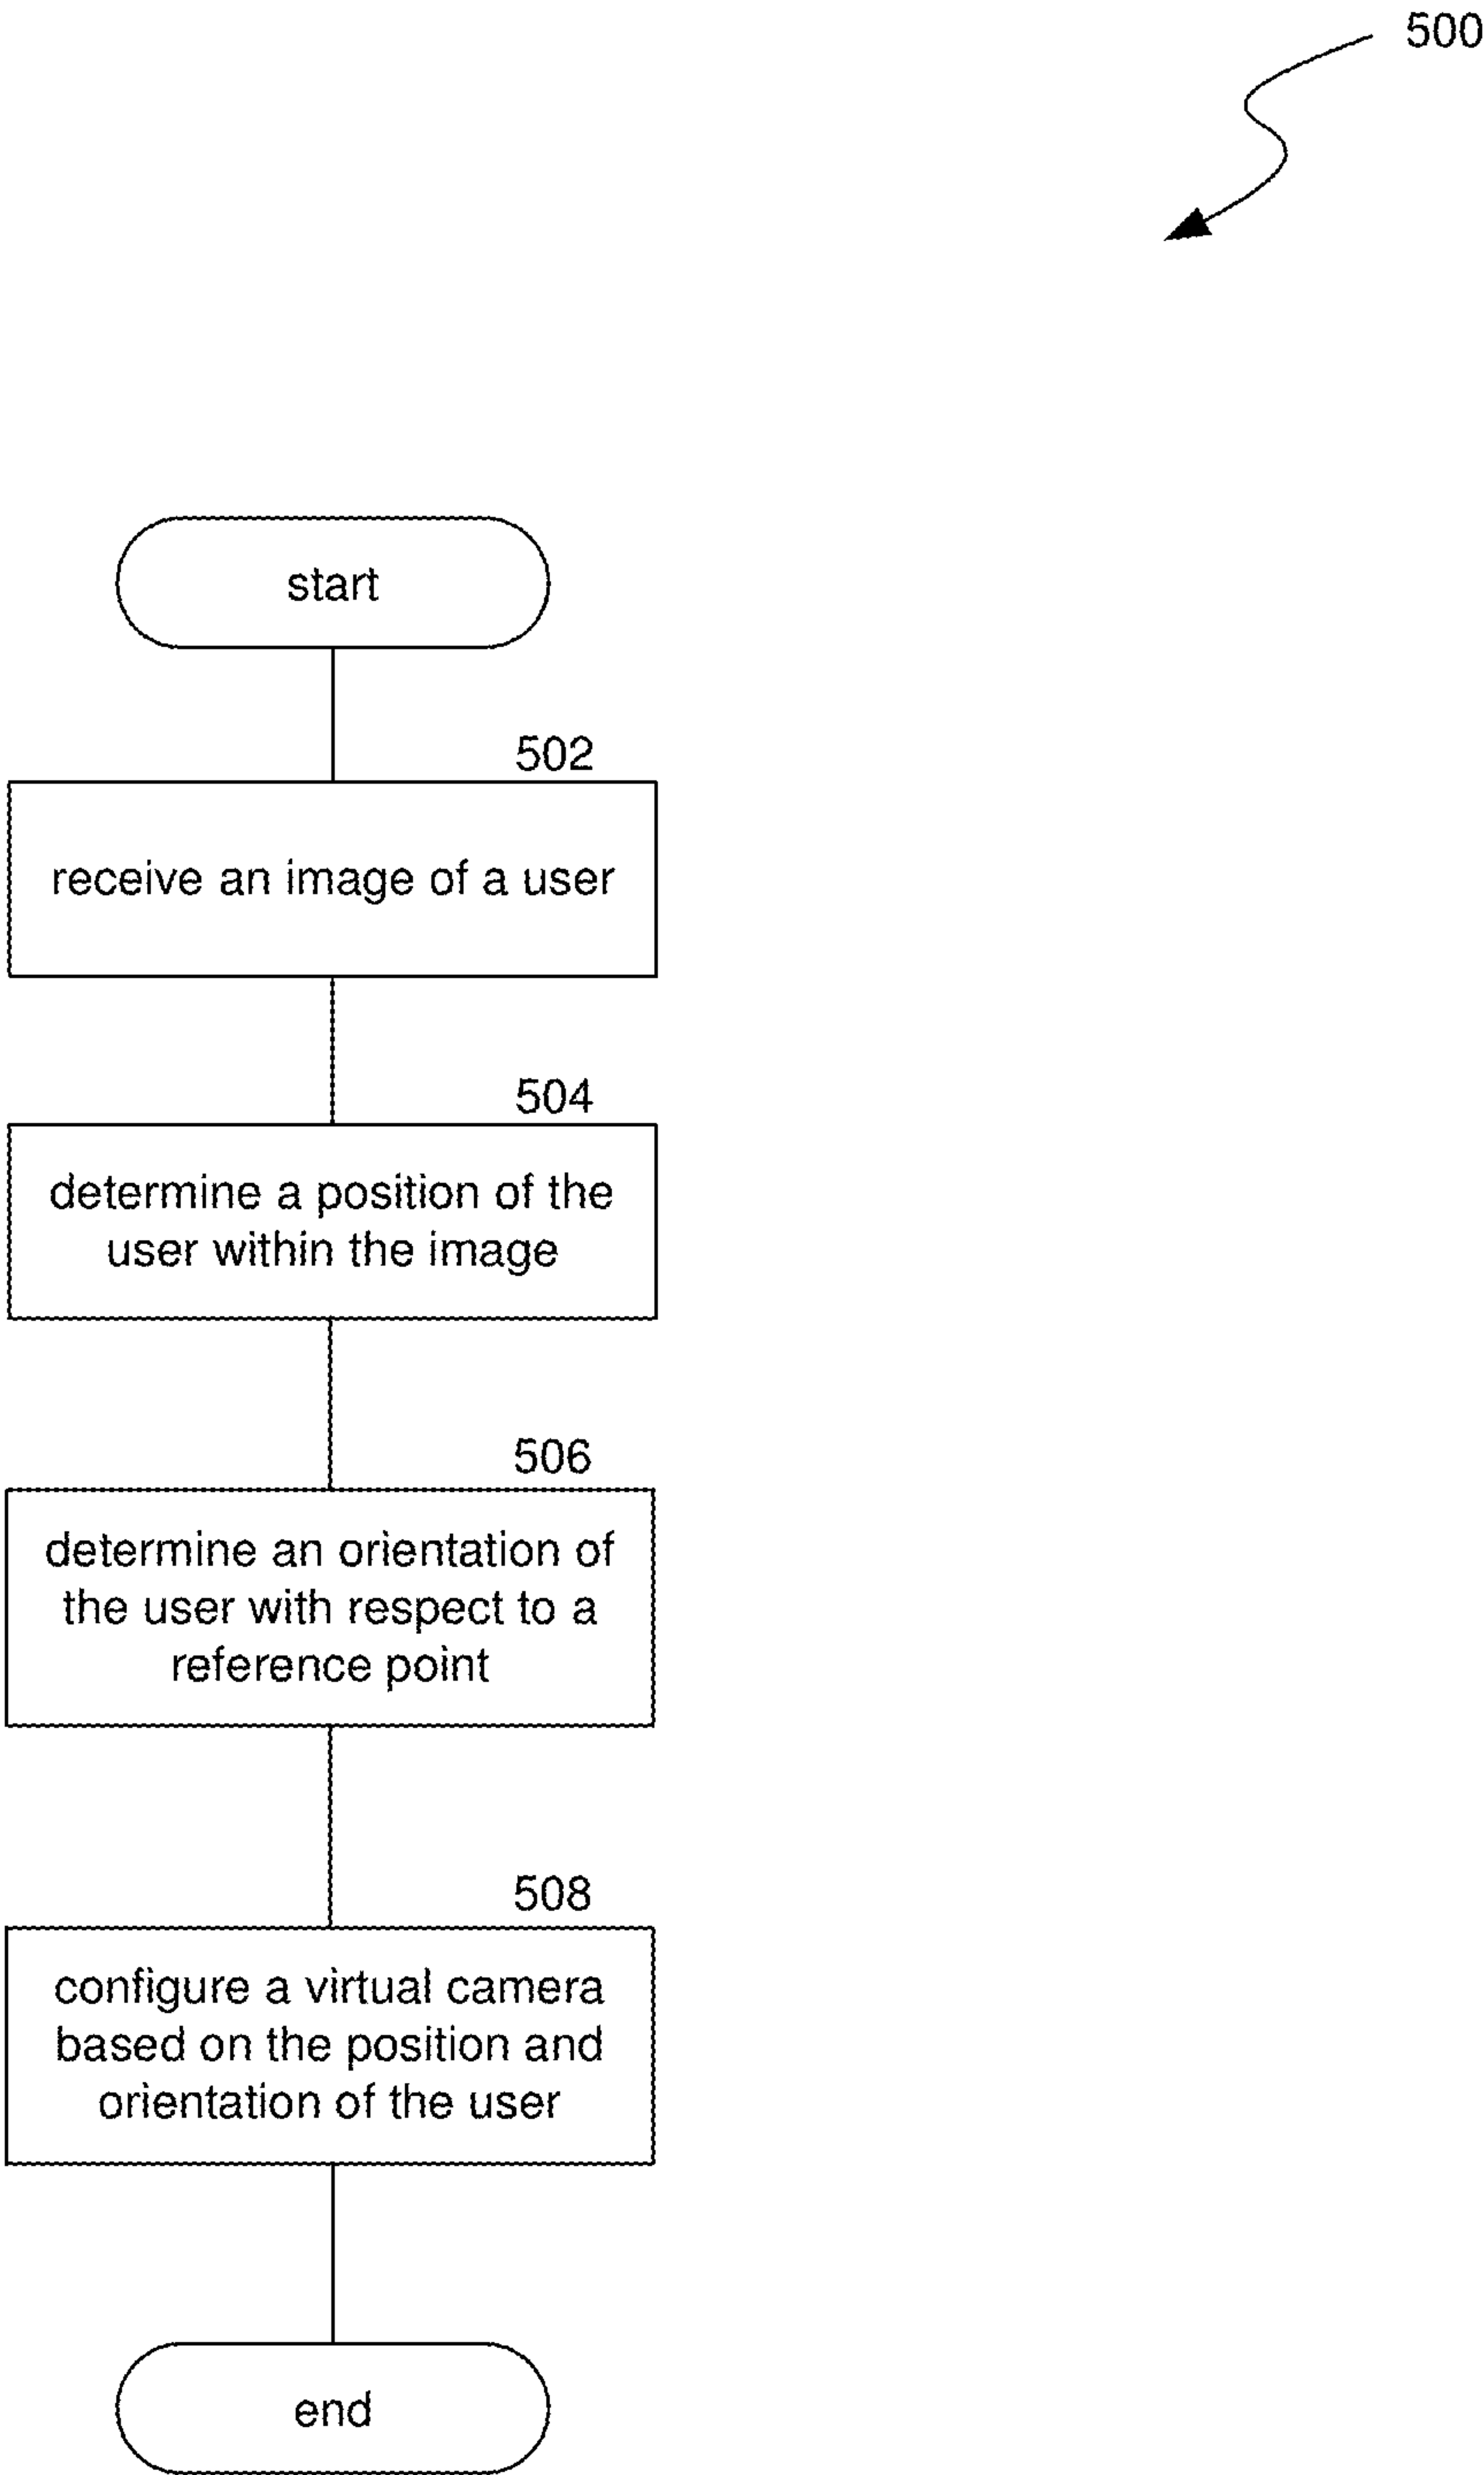 500
start
502
receive an image of a user
504
determine a position of the
user within the image
506
determine an orientation of
the user with respect to a
reference point
508
configure a virtual camera
based on the position and
orientation of the user
end